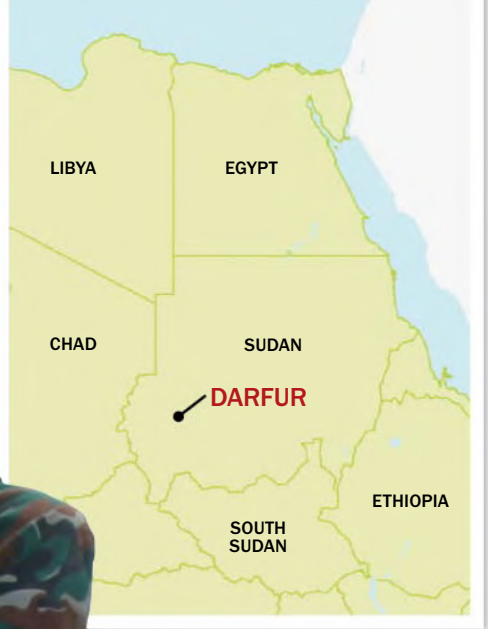 LIBYA
EGYPT
CHAD
SUDAN
DARFUR
ETHIOPIA
SOUTH
SUDAN